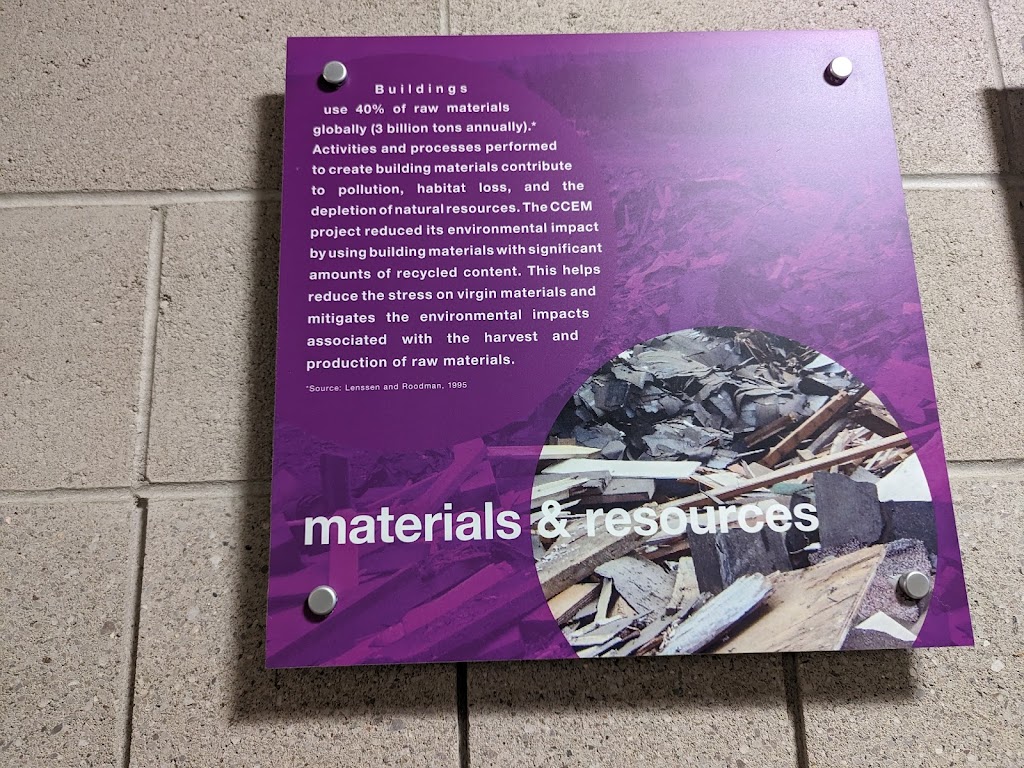 Buildings
use 40% of raw materials
globally (3 billion tons annually).*
Activities and processes performed
to create building materials contribute
to pollution, habitat loss, and the
depletion of natural resources. The CCEM
project reduced its environmental impact
by using building materials with significant
amounts of recycled content. This helps
reduce the stress on virgin materials and
mitigates the environmental impacts
associated with the harvest and
production of raw materials.
*Source: Lenssen and Roodman, 1995
materials & resources